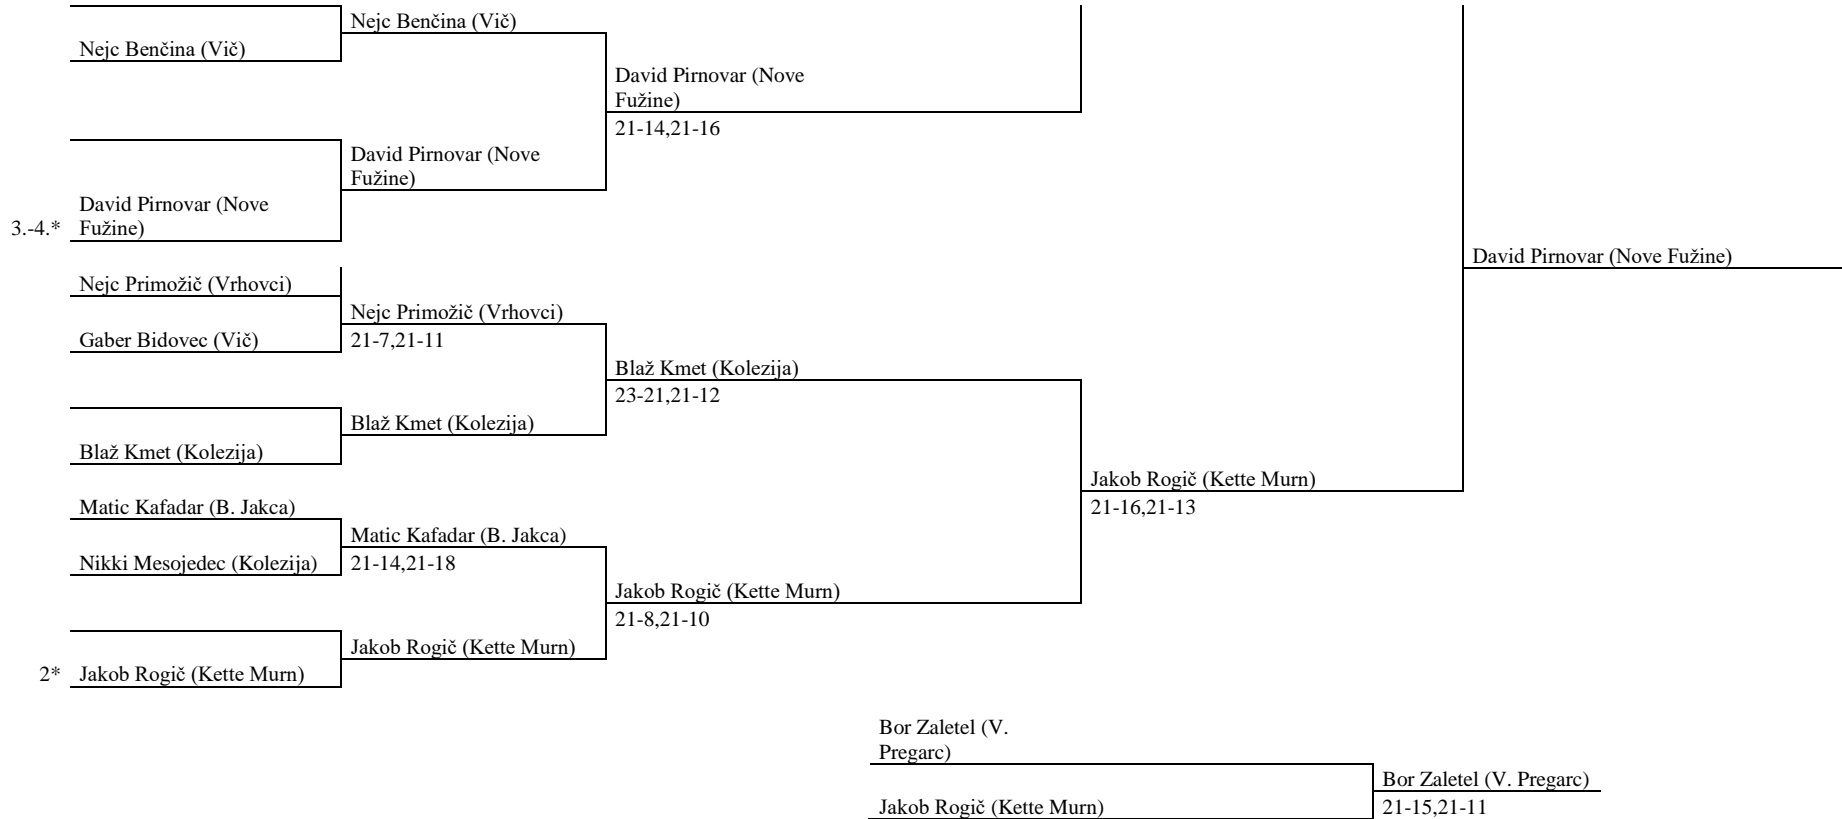 Nejc Benčina (Vič)
Nejc Benčina (Vič)
David Pirnovar (Nove
Fužine)
21-14,21-16
David Pirnovar (Nove
Fužine)
David Pirnovar (Nove
3.-4.* Fužine)
David Pirnovar (Nove Fužine)
Nejc Primožič (Vrhovci)
Nejc Primožič (Vrhovci)
Gaber Bidovec (Vič)
21-7,21-11
Blaž Kmet (Kolezija)
23-21,21-12
Blaž Kmet (Kolezija)
Blaž Kmet (Kolezija)
Jakob Rogič (Kette Murn)
21-16,21-13
Matic Kafadar (B. Jakca)
Matic Kafadar (B. Jakca)
Nikki Mesojedec (Kolezija)
21-14,21-18
Jakob Rogič (Kette Murn)
21-8,21-10
Jakob Rogič (Kette Murn)
2* Jakob Rogič (Kette Murn)
Bor Zaletel (V.
Pregarc)
Bor Zaletel (V. Pregarc)
Jakob Rogič (Kette Murn)
21-15,21-11